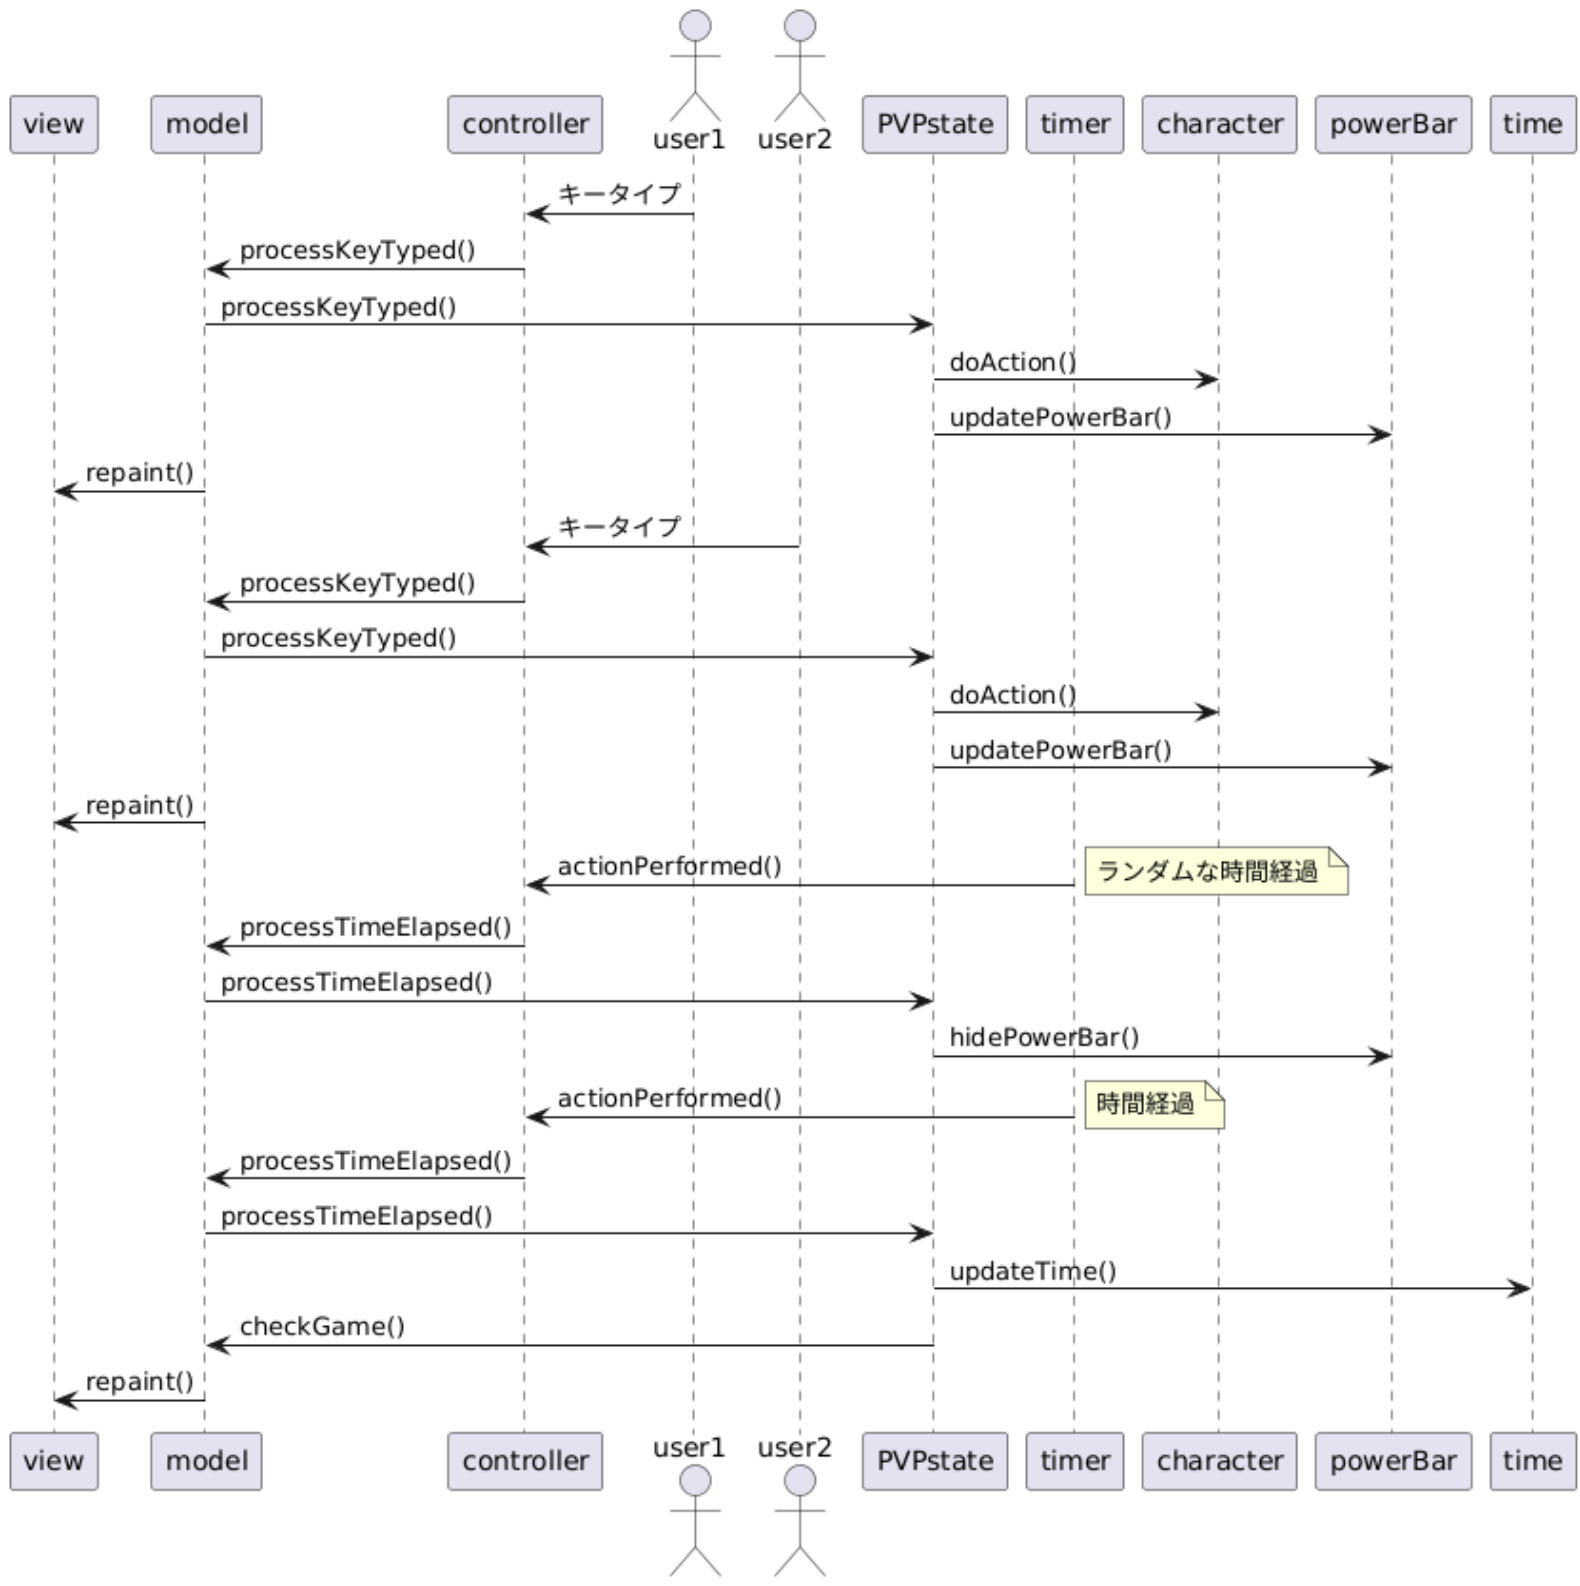 user1
user2
view
model
controller
PVPstate
timer
character
powerBar
time
キータイプ
processKeyTyped()
processKeyTyped()
doAction()
updatePowerBar()
repaint()
キータイプ
processKeyTyped()
processKeyTyped()
doAction()
updatePowerBar()
repaint()
actionPerformed()
ランダムな時間経過
processTimeElapsed()
processTimeElapsed()
hidePowerBar()
actionPerformed()
時間経過
processTimeElapsed()
processTimeElapsed()
updateTime()
checkGame()
repaint()
view
model
controller
user1
user2
PVPstate
timer
character
powerBar
time